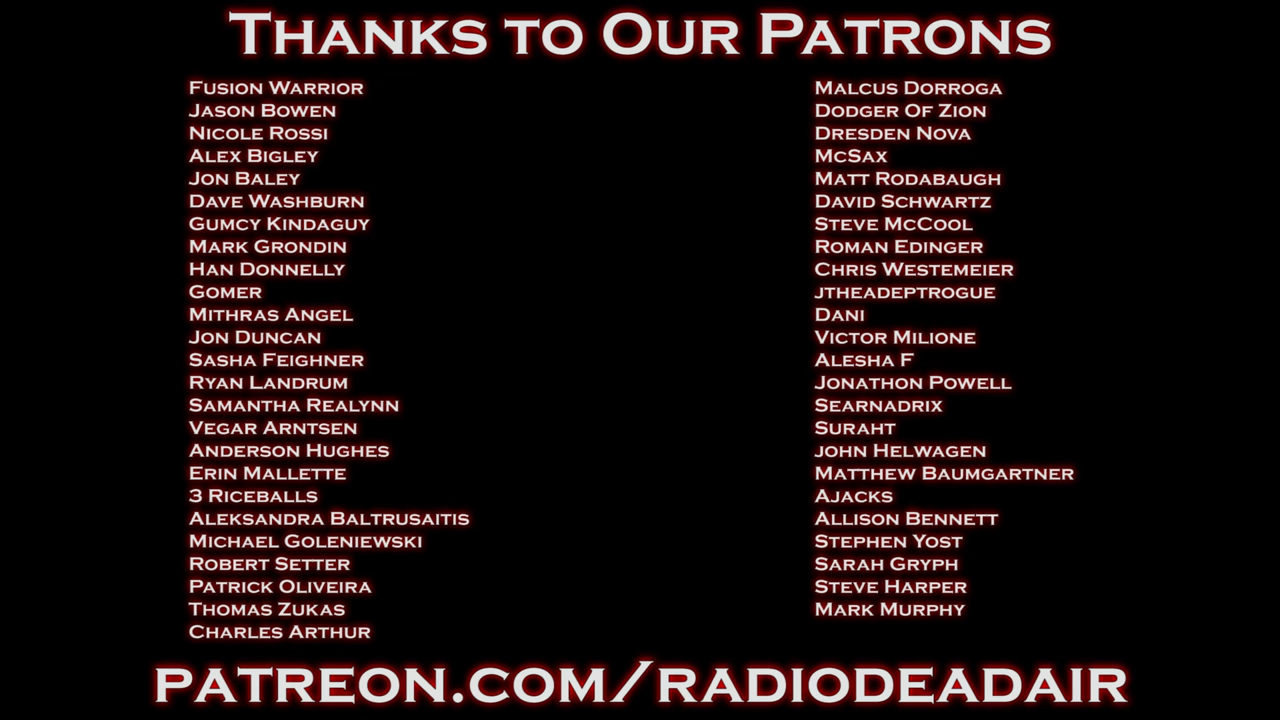 Thanks to Our Patrons
Fusion Warrior
Jason Bowen
Nicole Rossi
Alex Bigley
Jon Baley
Dave Washburn
Gumcy Kindaguy
Mark Grondin
Han Donnelly
Gomer
Mithras Angel
Jon Duncan
Sasha Feighner
Ryan Landrum
Samantha Realynn
Vegar Arntsen
Anderson Hughes
Erin Mallette
3 Riceballs
Aleksandra Baltrusaitis
Michael Goleniewski
Robert Setter
Patrick Oliveira
Thomas Zukas
Charles Arthur
Malcus Dorroga
Dodger Of Zion
Dresden Nova
McSax
Matt Rodabaugh
David Schwartz
Steve McCool
Roman Edinger
Chris Westemeier
jtheadeptrogue
Dani
Victor Milione
Alesha F
Jonathon Powell
Searnadrix
Suraht
john Helwagen
Matthew Baumgartner
Ajacks
Allison Bennett
Stephen Yost
Sarah Gryph
Steve Harper
Mark Murphy
patreon.com/radiodeadair